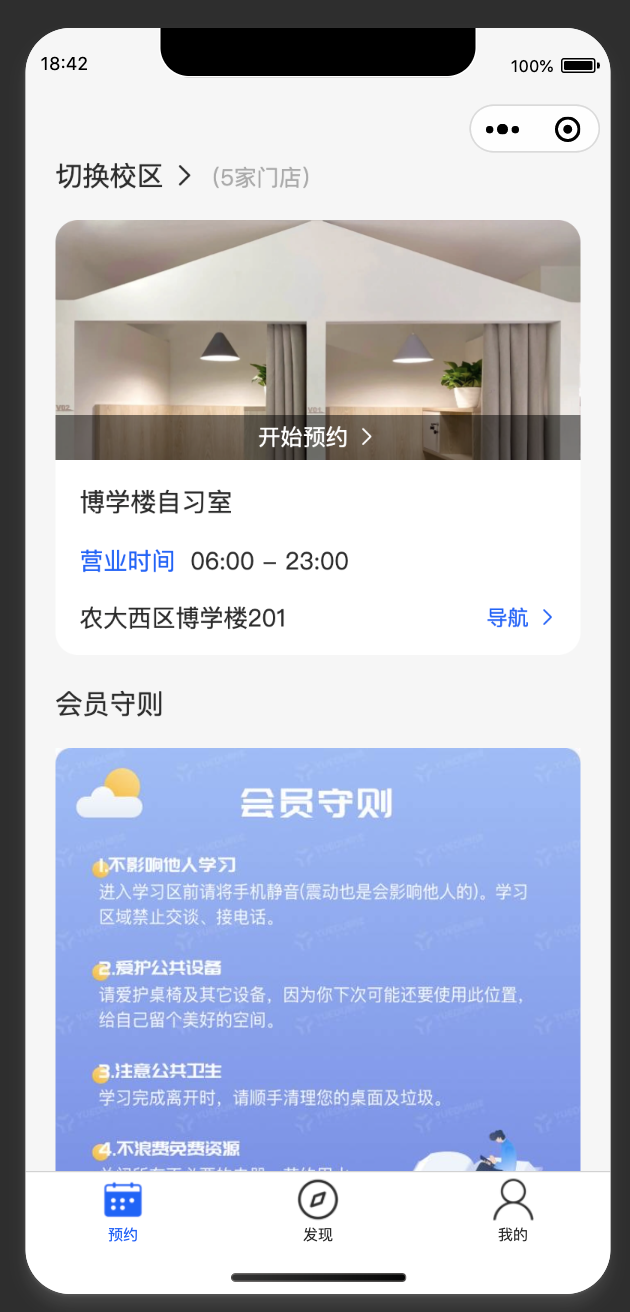 18:42
100%
切换校区 > (5家门店)
V02.
V01.
开始预约 >
博学楼自习室
营业时间 06:00 – 23:00
农大西区博学楼201
导航 >
会员守则
会员守则
1.不影响他人学习
进入学习区前请将手机静音(震动也是会影响他人的)。学习
区域禁止交谈、接电话。
2.爱护公共设备
请爱护桌椅及其它设备，因为你下次可能还要使用此位置，
给自己留个美好的空间。
3.注意公共卫生
学习完成离开时，请顺手清理您的桌面及垃圾。
4.不浪费免费资源
预约
发现
我的